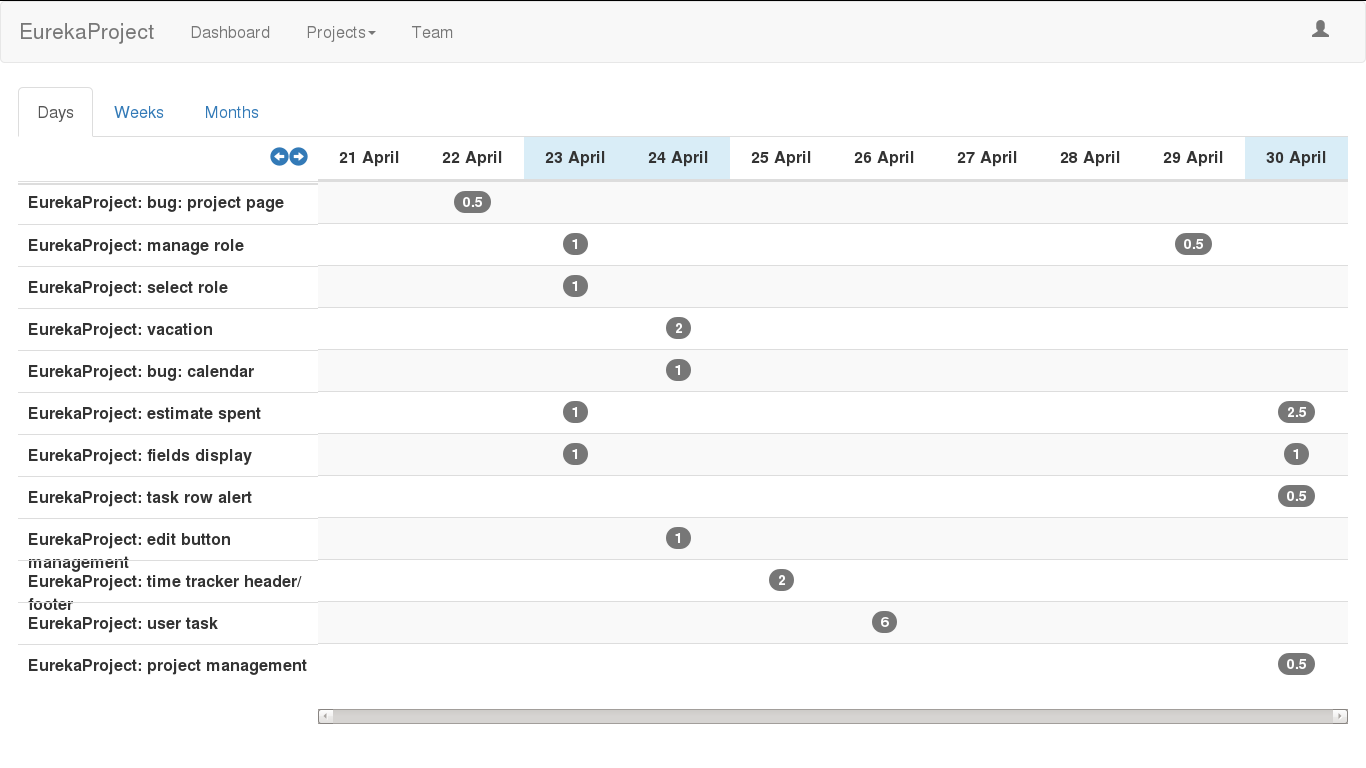 EurekaProject Dashboard Projects Team
Days Weeks Months
21 April 22 April 23 April 24 April 25 April 26 April 27 April 28 April 29 April 30 April
EurekaProject: bug: project page 0.5
EurekaProject: manage role 1 0.5
EurekaProject: select role 1
EurekaProject: vacation 2
EurekaProject: bug: calendar 1
EurekaProject: estimate spent 1 2.5
EurekaProject: fields display 1 1
EurekaProject: task row alert 0.5
EurekaProject: edit button 1
management
EurekaProject: time tracker header/ 2
footer
EurekaProject: user task 6
EurekaProject: project management 0.5